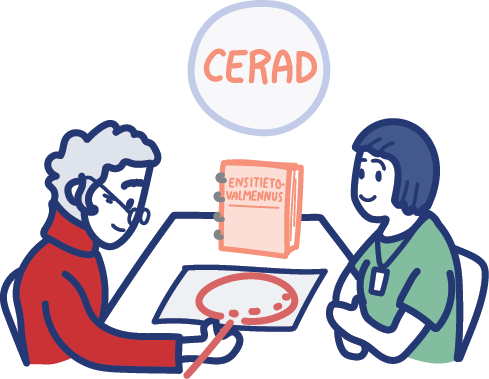 CERAD
ENSITIETO-
VALMENNUS